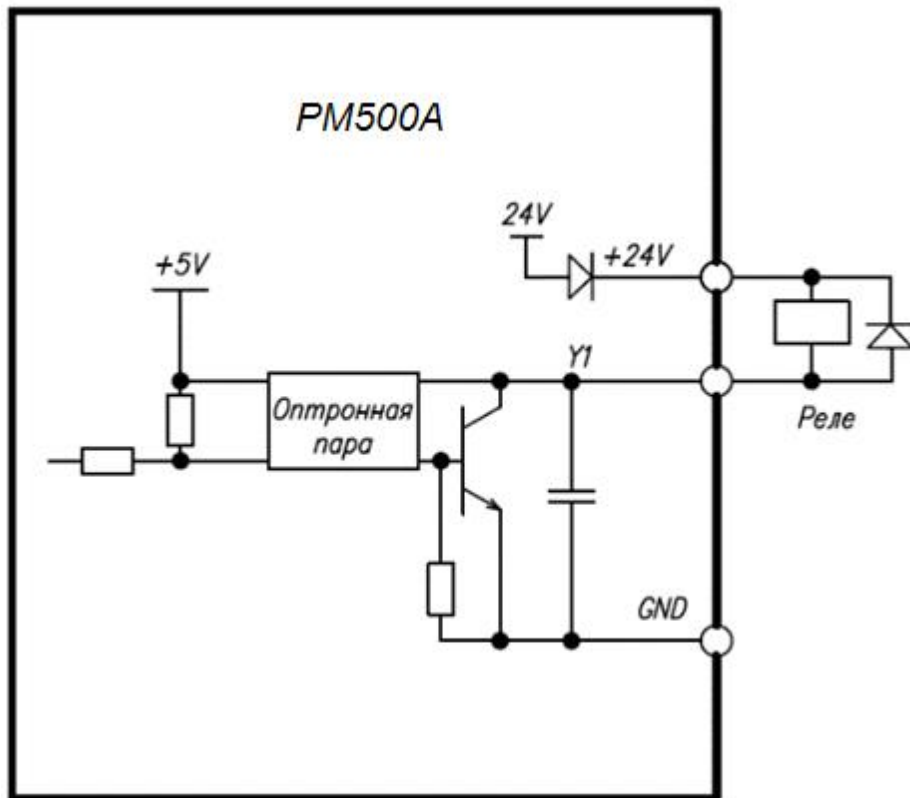 PM500A
24V
+24V
+5V
Y1
Оптронная
пара
Реле
GND